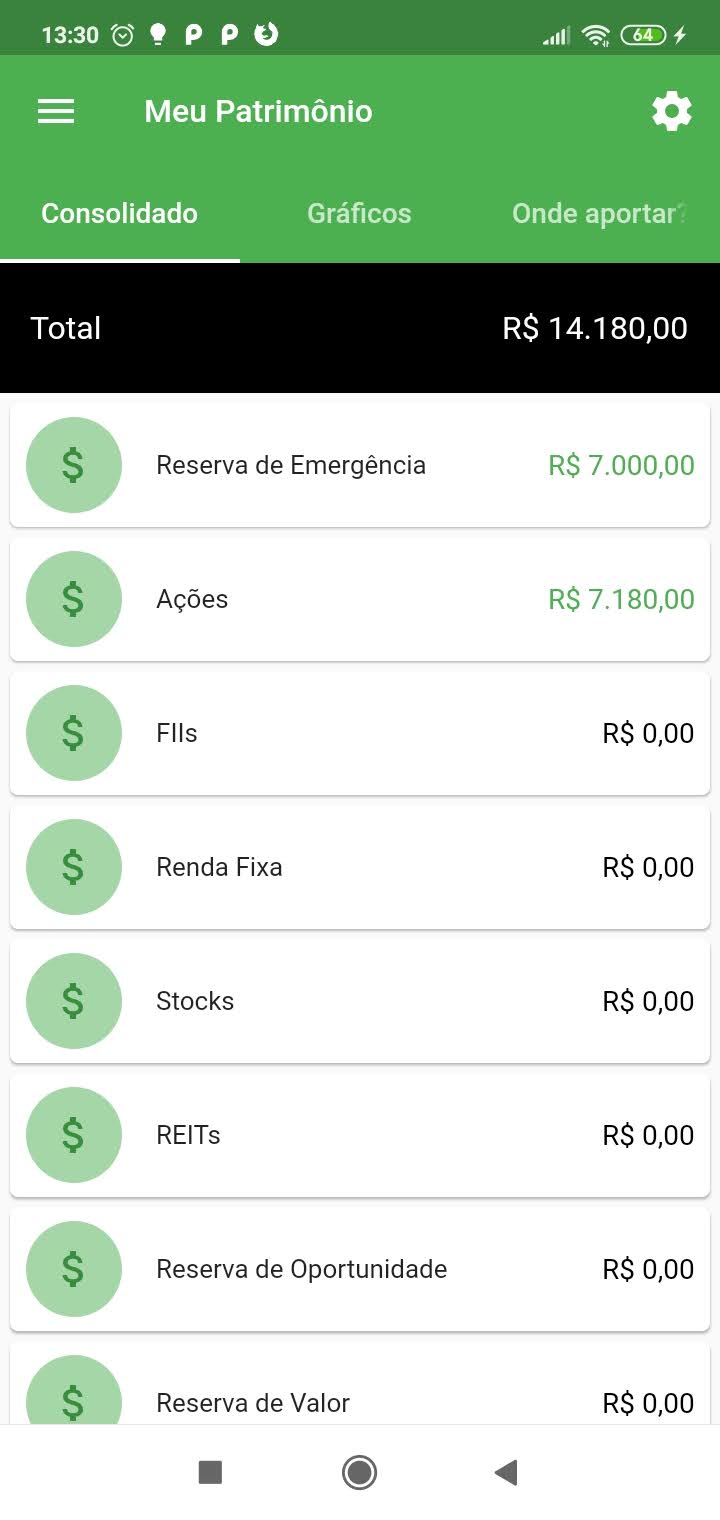 13:30
64
Meu Patrimônio
Consolidado Gráficos Onde aportar?
Total R$ 14.180,00
$ Reserva de Emergência R$ 7.000,00
$ Ações R$ 7.180,00
$ FIIs R$ 0,00
$ Renda Fixa R$ 0,00
$ Stocks R$ 0,00
$ REITs R$ 0,00
$ Reserva de Oportunidade R$ 0,00
$ Reserva de Valor R$ 0,00